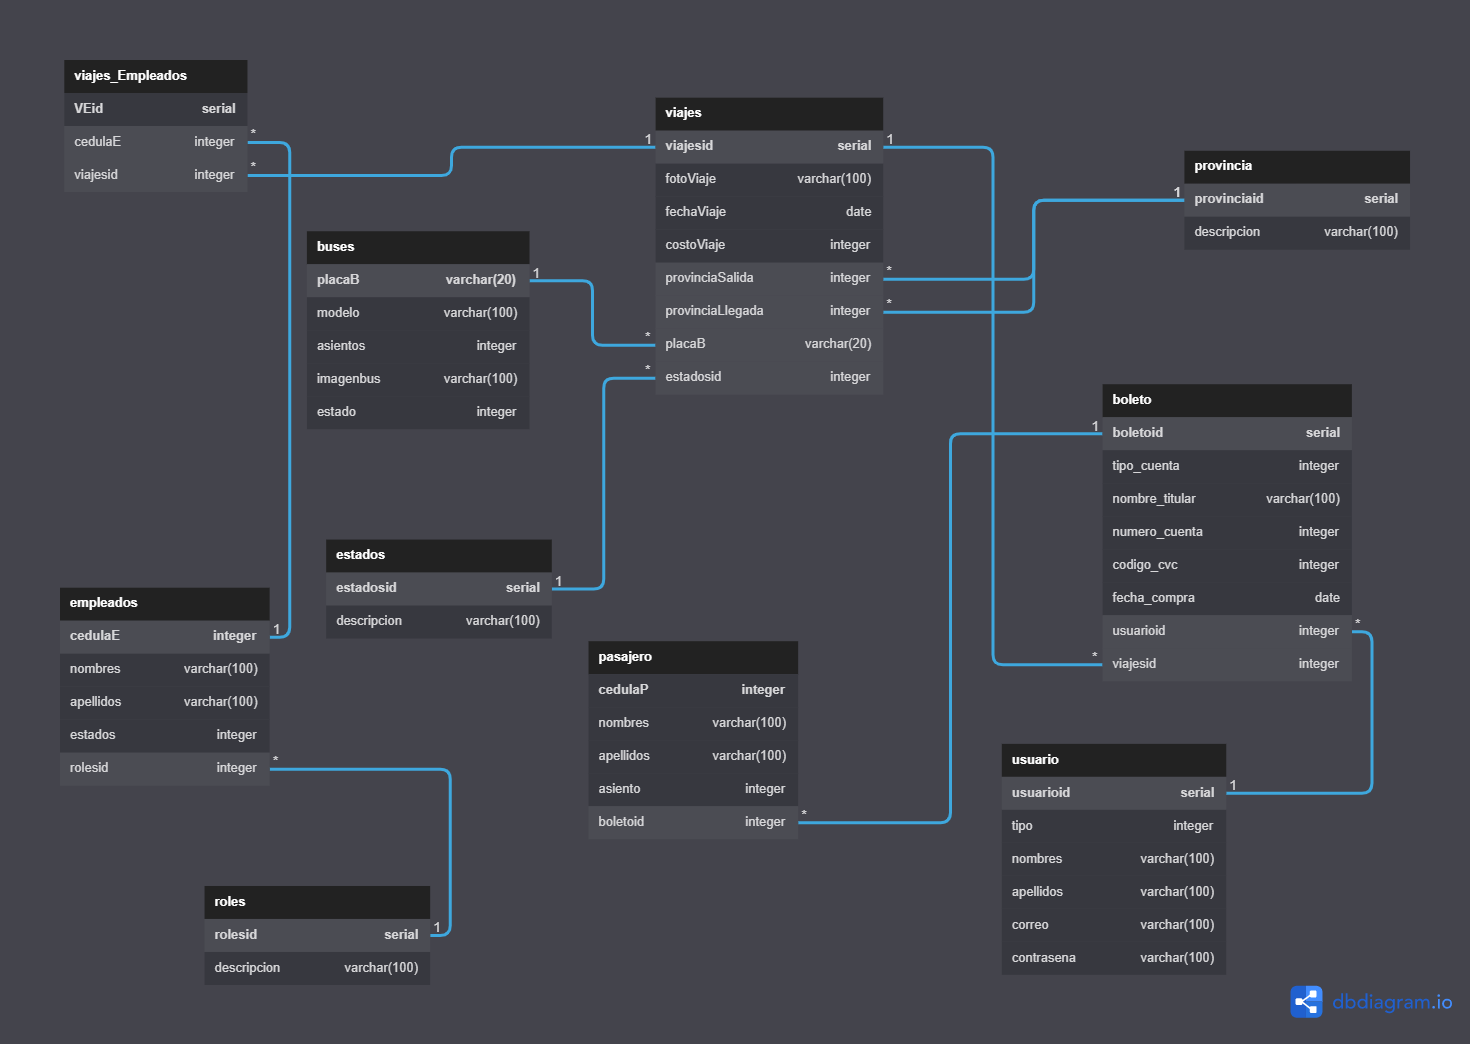 viajes_Empleados
VEid serial
cedulaE integer *
viajesid integer *
viajes
1 viajesid serial 1
fotoViaje varchar(100)
fechaViaje date
costoViaje integer
provinciaSalida integer *
provinciaLlegada integer *
* placaB varchar(20)
* estadosid integer
provincia
1 provinciaid serial
descripcion varchar(100)
buses
placaB varchar(20) 1
modelo varchar(100)
asientos integer
imagenbus varchar(100)
estado integer
boleto
1 boletoid serial
tipo_cuenta integer
nombre_titular varchar(100)
numero_cuenta integer
codigo_cvc integer
fecha_compra date
usuarioid integer *
* viajesid integer
estados
estadosid serial 1
descripcion varchar(100)
empleados
cedulaE integer 1
nombres varchar(100)
apellidos varchar(100)
estados integer
rolesid integer *
pasajero
cedulaP integer
nombres varchar(100)
apellidos varchar(100)
asiento integer
boletoid integer *
usuario
usuarioid serial 1
tipo integer
nombres varchar(100)
apellidos varchar(100)
correo varchar(100)
contrasena varchar(100)
roles
rolesid serial 1
descripcion varchar(100)
dbdiagram.io